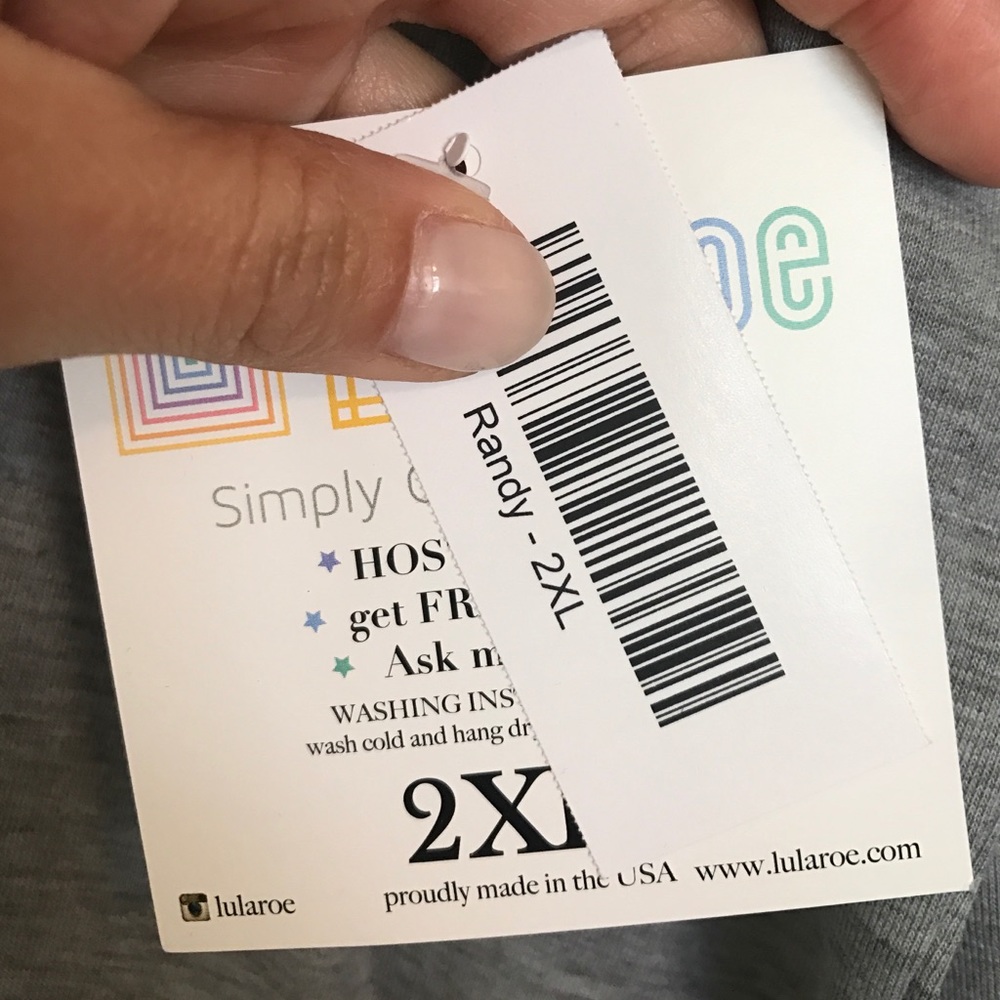 oe
Simply
HOS
get FR
Ask
WASHING INS
wash cold and hang dr
2X
proudly made in the USA www.lularoe.com
lularoe
Randy - 2XL